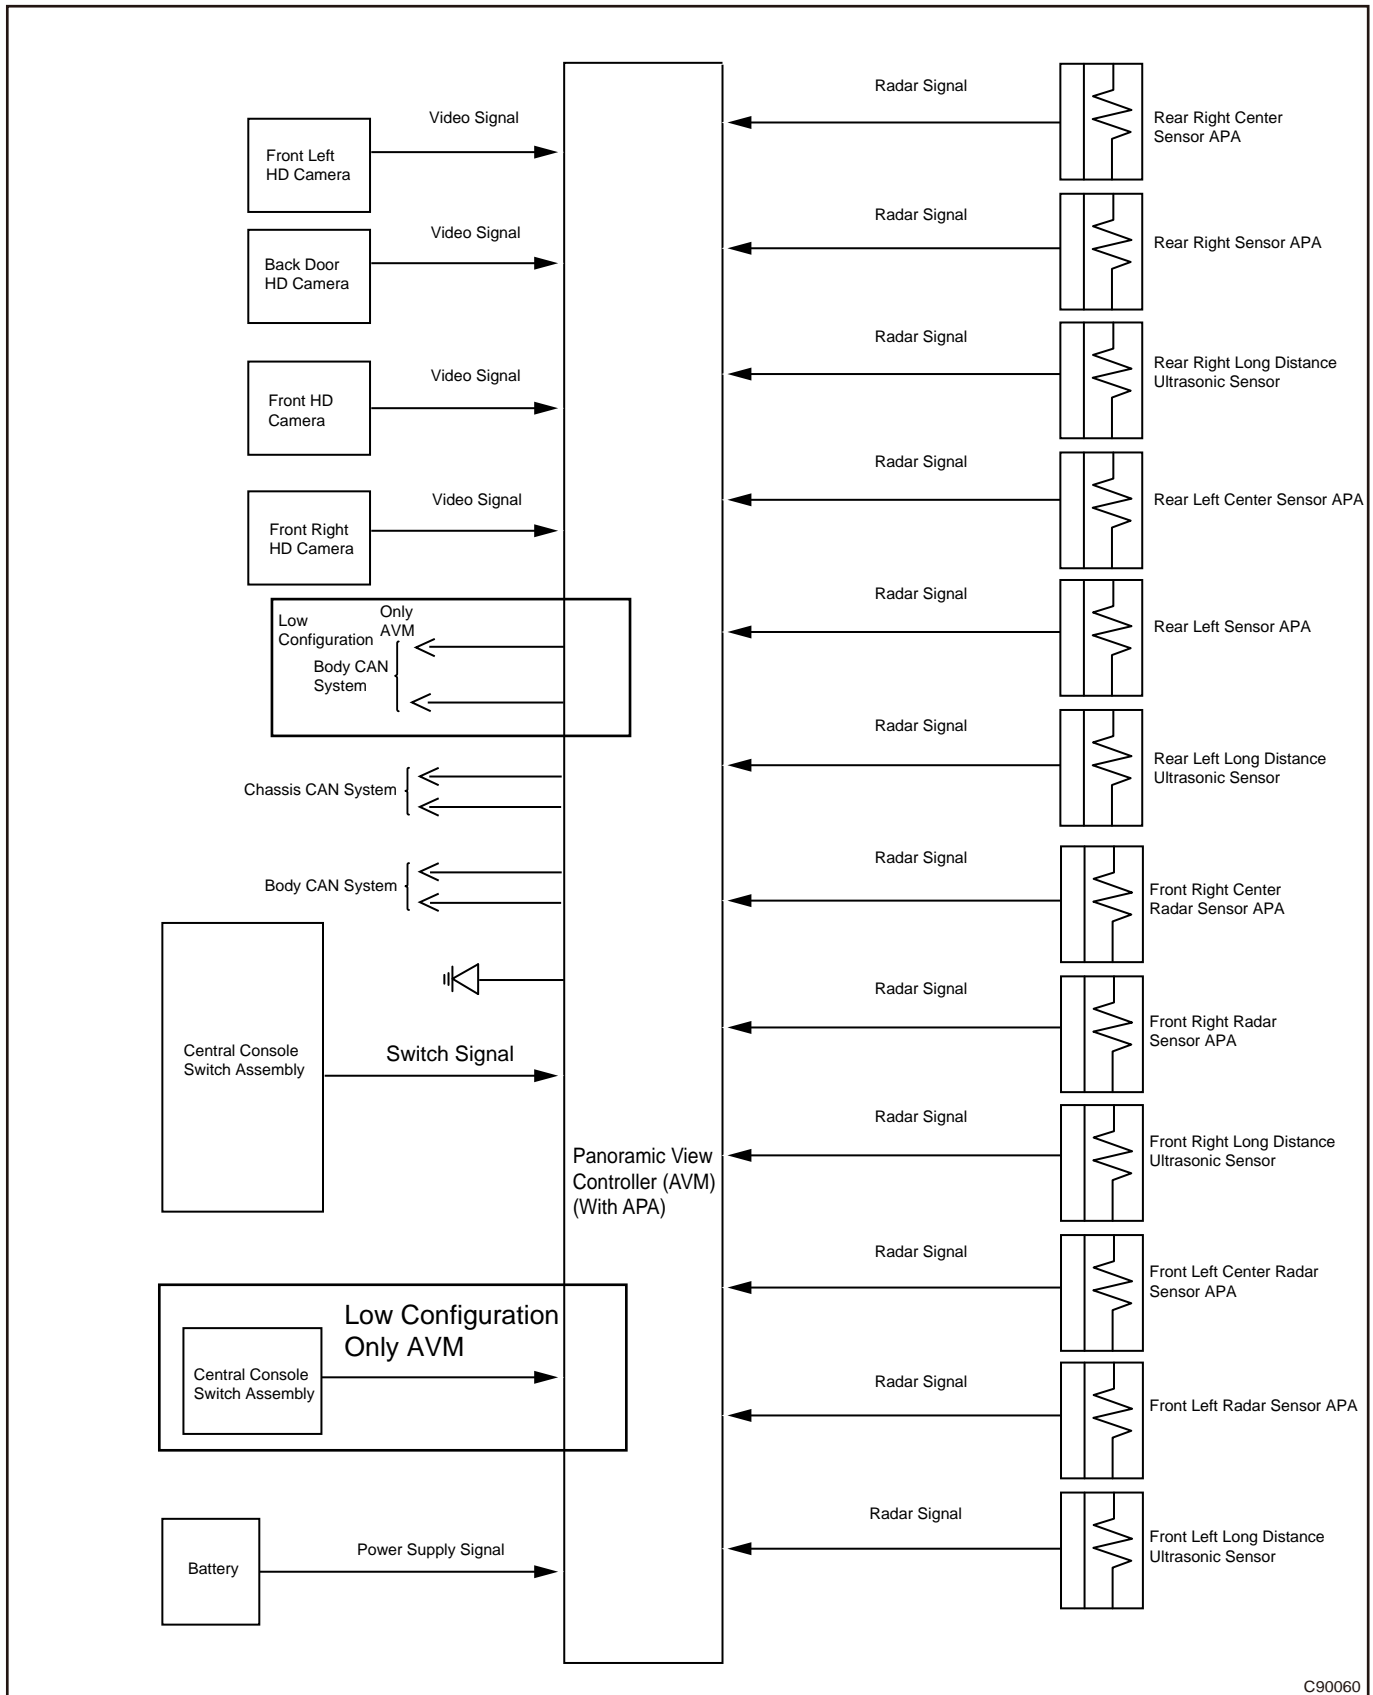 Video Signal
Front Left
HD Camera
Video Signal
Back Door
HD Camera
Video Signal
Front HD
Camera
Video Signal
Front Right
HD Camera
Low
Configuration
Only
AVM
Body CAN
System
Chassis CAN System
Body CAN System
Central Console
Switch Assembly
Switch Signal
Panoramic View
Controller (AVM)
(With APA)
Low Configuration
Only AVM
Central Console
Switch Assembly
Battery
Power Supply Signal
Radar Signal
Rear Right Center
Sensor APA
Radar Signal
Rear Right Sensor APA
Radar Signal
Rear Right Long Distance
Ultrasonic Sensor
Radar Signal
Rear Left Center Sensor APA
Radar Signal
Rear Left Sensor APA
Radar Signal
Rear Left Long Distance
Ultrasonic Sensor
Radar Signal
Front Right Center
Radar Sensor APA
Radar Signal
Front Right Radar
Sensor APA
Radar Signal
Front Right Long Distance
Ultrasonic Sensor
Radar Signal
Front Left Center Radar
Sensor APA
Radar Signal
Front Left Radar Sensor APA
Radar Signal
Front Left Long Distance
Ultrasonic Sensor
C90060